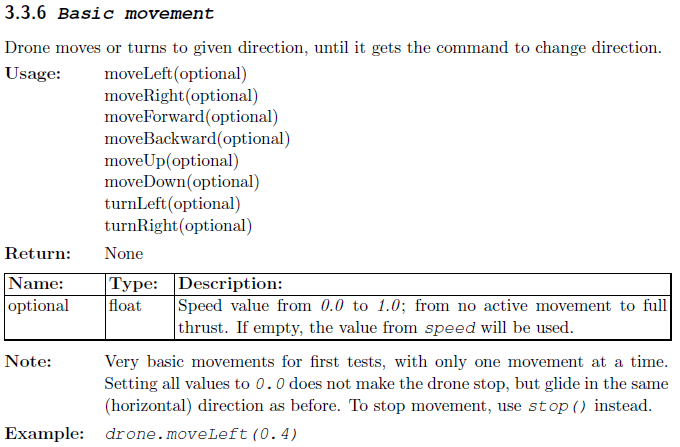 3.3.6 Basic movement
Drone moves or turns to given direction, until it gets the command to change direction.
Usage: moveLeft(optional)
moveRight(optional)
moveForward(optional)
moveBackward(optional)
moveUp(optional)
moveDown(optional)
turnLeft(optional)
turnRight(optional)
Return: None
Name: Type: Description:
optional float Speed value from 0.0 to 1.0; from no active movement to full
thrust. If empty, the value from speed will be used.
Note: Very basic movements for first tests, with only one movement at a time.
Setting all values to 0.0 does not make the drone stop, but glide in the same
(horizontal) direction as before. To stop movement, use stop() instead.
Example: drone.moveLeft(0.4)